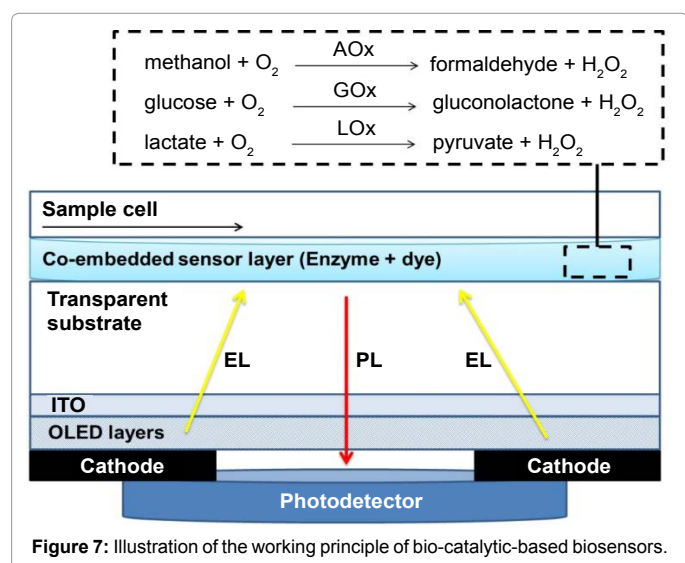 methanol + O₂ AOx formaldehyde + H₂O₂
glucose + O₂ GOx gluconolactone + H₂O₂
lactate + O₂ LOx pyruvate + H₂O₂
Sample cell
Co-embedded sensor layer (Enzyme + dye)
Transparent
substrate
EL PL EL
ITO
OLED layers
Cathode Cathode
Photodetector
Figure 7: Illustration of the working principle of bio-catalytic-based biosensors.